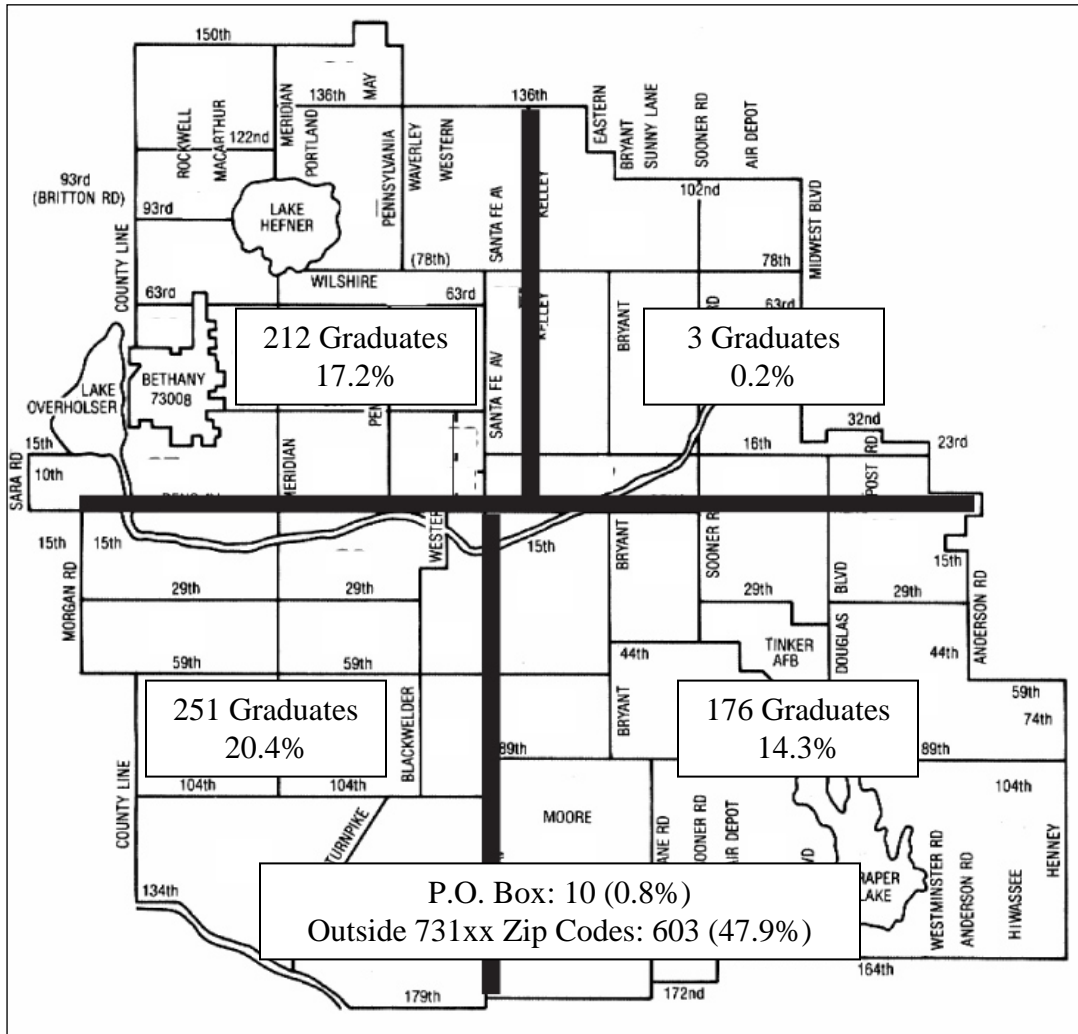 150th
MAY
136th
136th
MERIDIAN
PORTLAND
ROCKWELL
MACARTHUR
122nd
PENNSYLVANIA
WAVERLEY
WESTERN
EASTERN
BRYANT
SUNNY LANE
SOONER RD
AIR DEPOT
93rd
(BRITTON RD)
93rd
LAKE
HEFNER
SANTA FE AV
KELLEY
102nd
MIDWEST BLVD
COUNTY LINE
(78th)
78th
WILSHIRE
63rd
63rd
63rd
KELLEY
BRYANT
212 Graduates
17.2%
3 Graduates
0.2%
SANTA FE AV
LAKE
OVERHOLSER
BETHANY
73008
32nd
23rd
15th
16th
SARA RD
10th
MERIDIAN
POST RD
15th
15th
15th
15th
BRYANT
SOONER
MORGAN RD
29th
29th
29th
BLVD
29th
DOUGLAS
ANDERSON RD
TINKER
AFB
44th
44th
59th
59th
59th
74th
251 Graduates
20.4%
BLACKWELDER
BRYANT
176 Graduates
14.3%
89th
89th
COUNTY LINE
104th
104th
104th
TURNPIKE
MOORE
SOONER RD
AIR DEPOT
LAKE
WESTMINSTER RD
ANDERSON RD
HIWASSEE
HENNEY
134th
P.O. Box: 10 (0.8%)
Outside 731xx Zip Codes: 603 (47.9%)
164th
179th
172nd